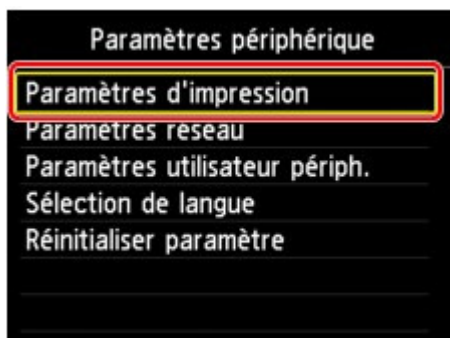 Paramètres périphérique
Paramètres d'impression
Paramètres réseau
Paramètres utilisateur périph.
Sélection de langue
Réinitialiser paramètre